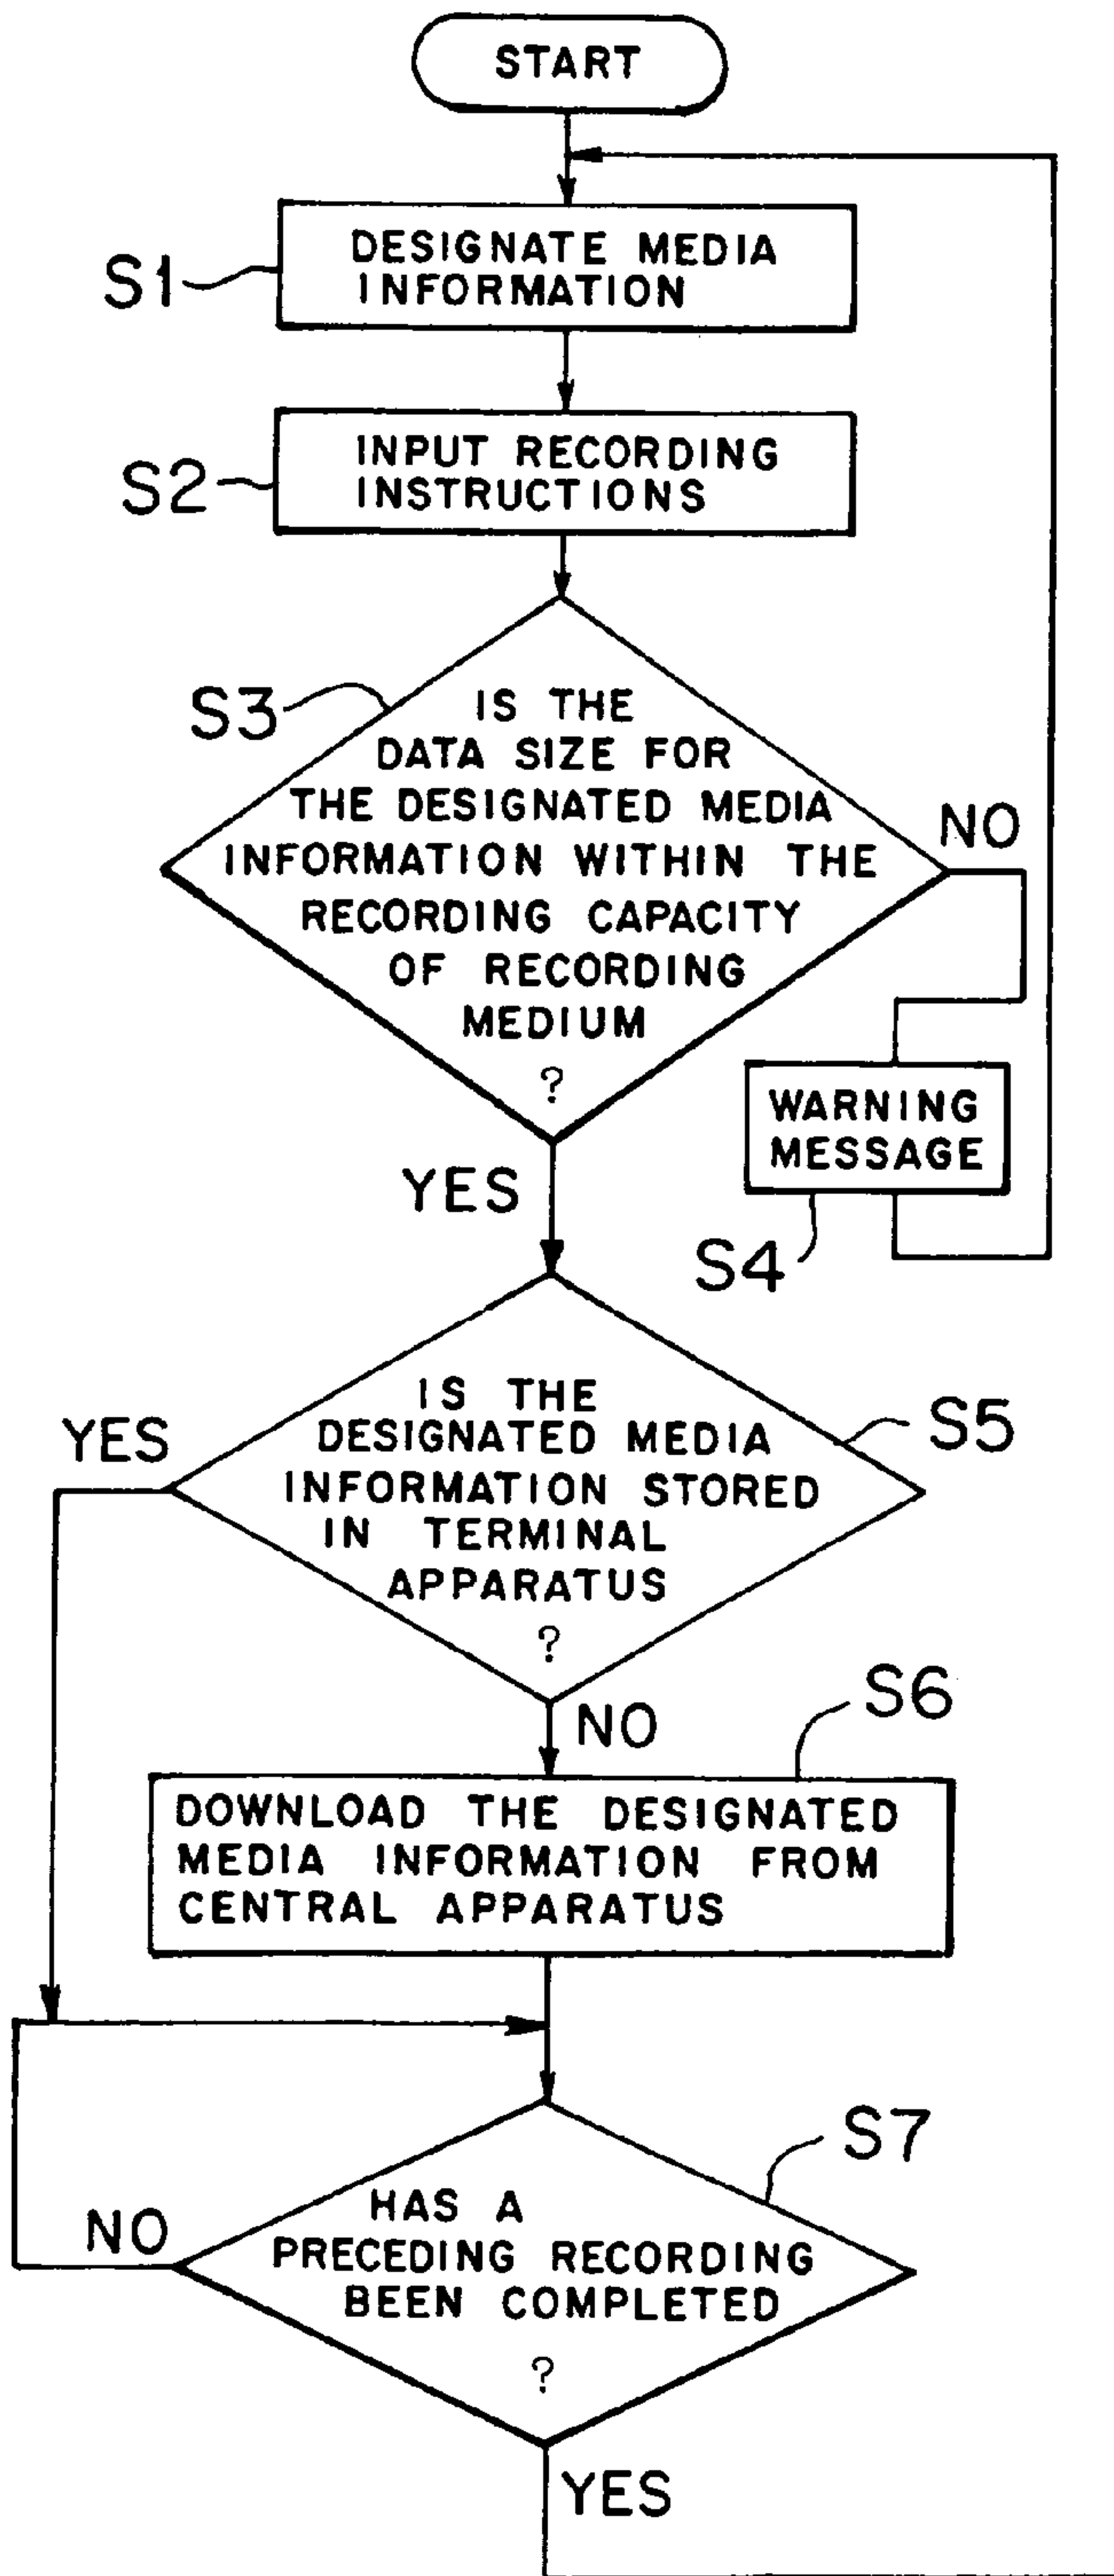 START
S1
DESIGNATE MEDIA
INFORMATION
S2
INPUT RECORDING
INSTRUCTIONS
S3
IS THE
DATA SIZE FOR
THE DESIGNATED MEDIA
INFORMATION WITHIN THE
RECORDING CAPACITY
OF RECORDING
MEDIUM
?
NO
WARNING
MESSAGE
S4
YES
IS THE
DESIGNATED MEDIA
INFORMATION STORED
IN TERMINAL
APPARATUS
?
S5
YES
NO
S6
DOWNLOAD THE DESIGNATED
MEDIA INFORMATION FROM
CENTRAL APPARATUS
S7
HAS A
PRECEDING RECORDING
BEEN COMPLETED
?
NO
YES